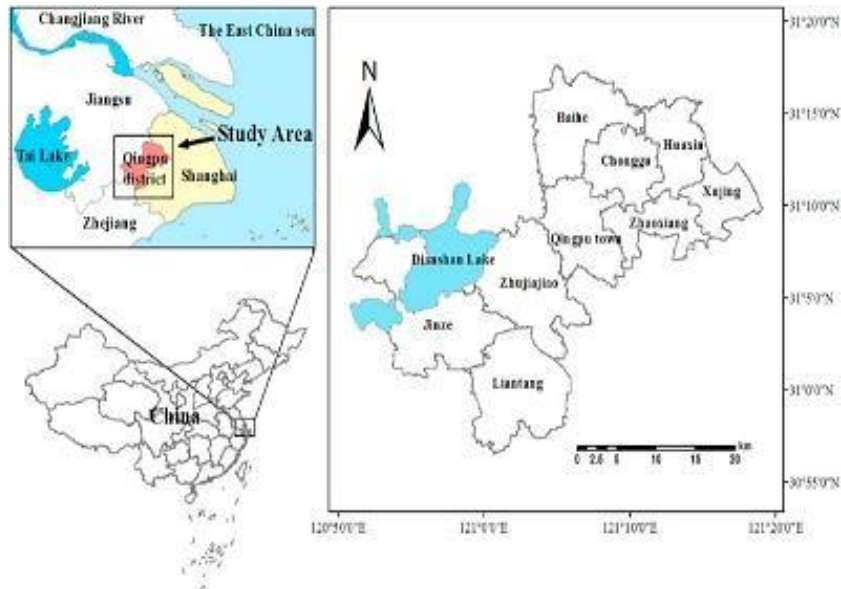 Changjiang River
The East China sea
Jiangsu
Study Area
Tai Lake
Qingpu
district
Shanghai
Zhejiang
China
N
Baihe
Huaxin
Chonggu
Xujing
Zhaoxiang
Qingpu town
Dianshan Lake
Zhujiajiao
Jinze
Liantang
km
0 2.5 5 10 15 20
31°20'0"N
31°15'0"N
31°10'0"N
31°5'0"N
31°0'0"N
30°55'0"N
120°50'0"E
121°0'0"E
121°10'0"E
121°20'0"E